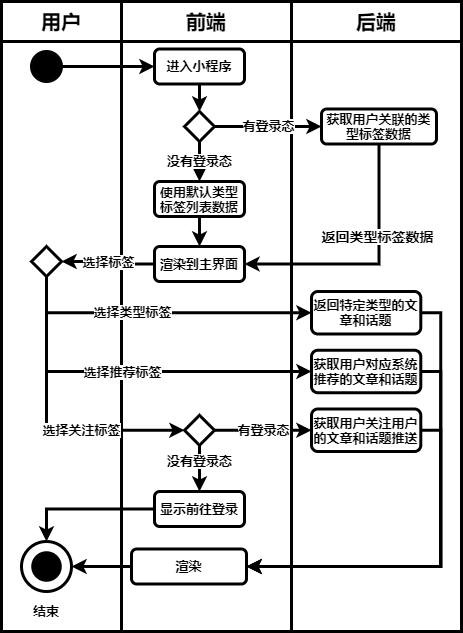 用户
前端
后端
进入小程序
有登录态
获取用户关联的类
型标签数据
没有登录态
使用默认类型
标签列表数据
返回类型标签数据
选择标签
渲染到主界面
选择类型标签
返回特定类型的文
章和话题
选择推荐标签
获取用户对应系统
推荐的文章和话题
选择关注标签
有登录态
获取用户关注用户
的文章和话题推送
没有登录态
显示前往登录
渲染
结束